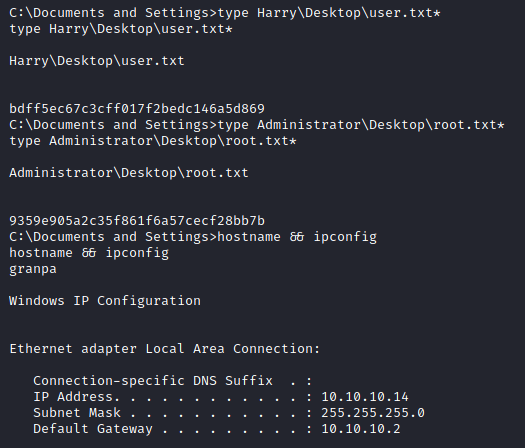 C:\Documents and Settings>type Harry\Desktop\user.txt*
type Harry\Desktop\user.txt*
Harry\Desktop\user.txt
bdff5ec67c3cff017f2bedc146a5d869
C:\Documents and Settings>type Administrator\Desktop\root.txt*
type Administrator\Desktop\root.txt*
Administrator\Desktop\root.txt
9359e905a2c35f861f6a57cecf28bb7b
C:\Documents and Settings>hostname && ipconfig
hostname && ipconfig
granpa
Windows IP Configuration
Ethernet adapter Local Area Connection:
Connection-specific DNS Suffix  . :
IP Address. . . . . . . . . . . . : 10.10.10.14
Subnet Mask . . . . . . . . . . . : 255.255.255.0
Default Gateway . . . . . . . . . : 10.10.10.2